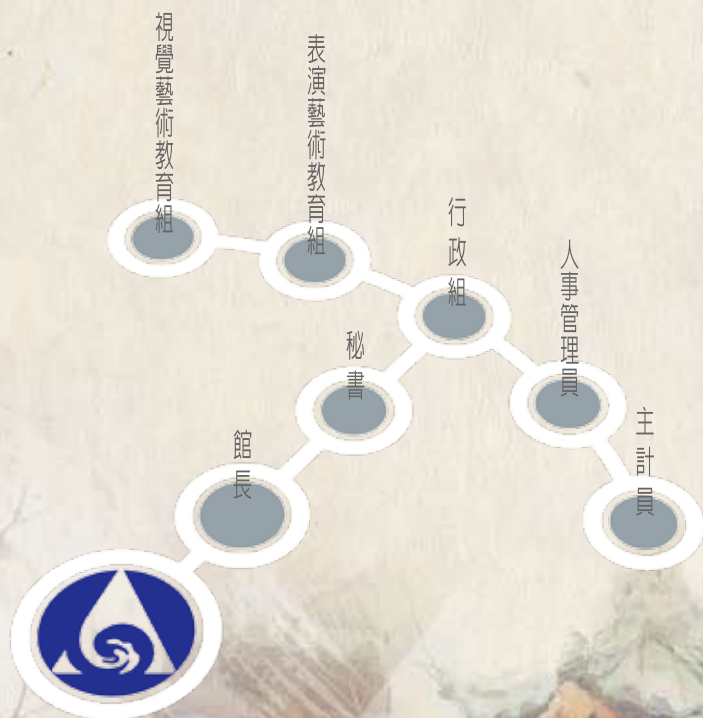 視覺藝術教育組
表演藝術教育組
行政組
人事管理員
秘書
主計員
館長